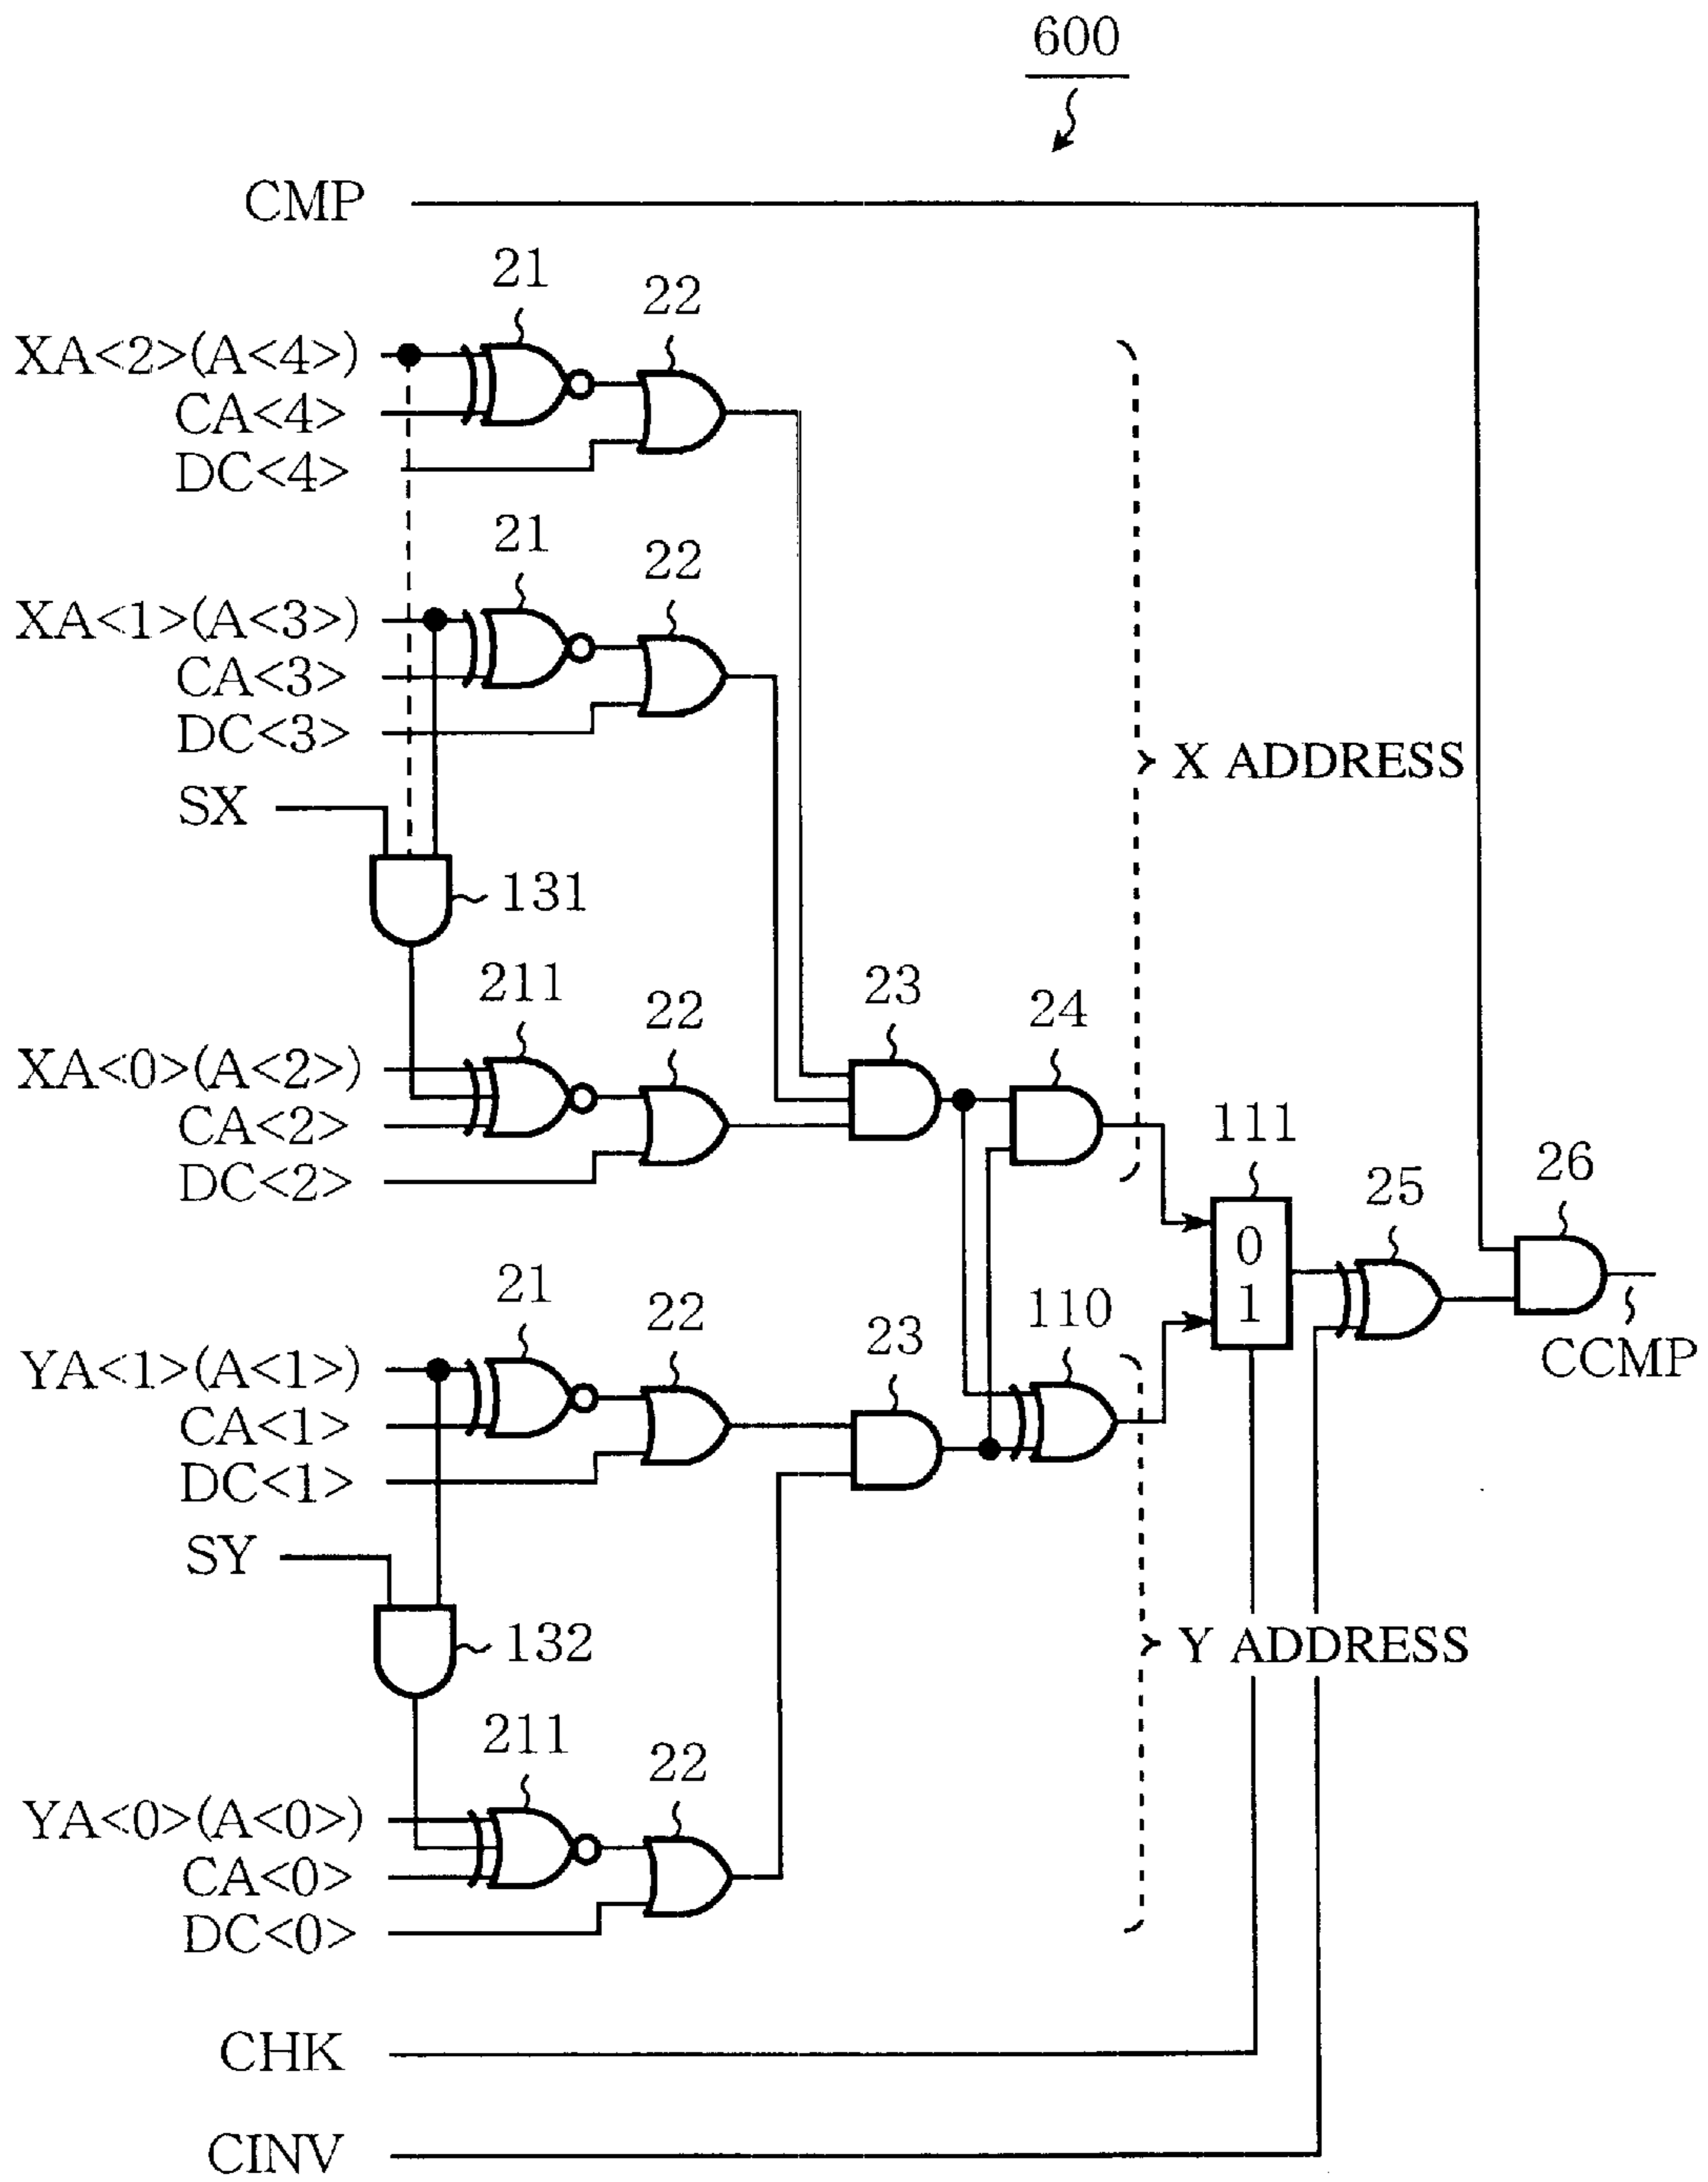 600
CMP
21
22
XA<2>(A<4>)
CA<4>
DC<4>
21
22
XA<1>(A<3>)
CA<3>
DC<3>
X ADDRESS
SX
131
211
22
23
24
XA<0>(A<2>)
CA<2>
DC<2>
111
26
25
0
1
21
22
23
110
YA<1>(A<1>)
CA<1>
DC<1>
CCMP
SY
132
Y ADDRESS
211
22
YA<0>(A<0>)
CA<0>
DC<0>
CHK
CINV